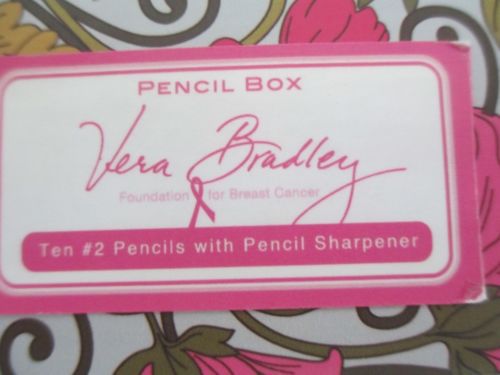 PENCIL BOX
Vera Bradley
Foundation for Breast Cancer
Ten #2 Pencils with Pencil Sharpener